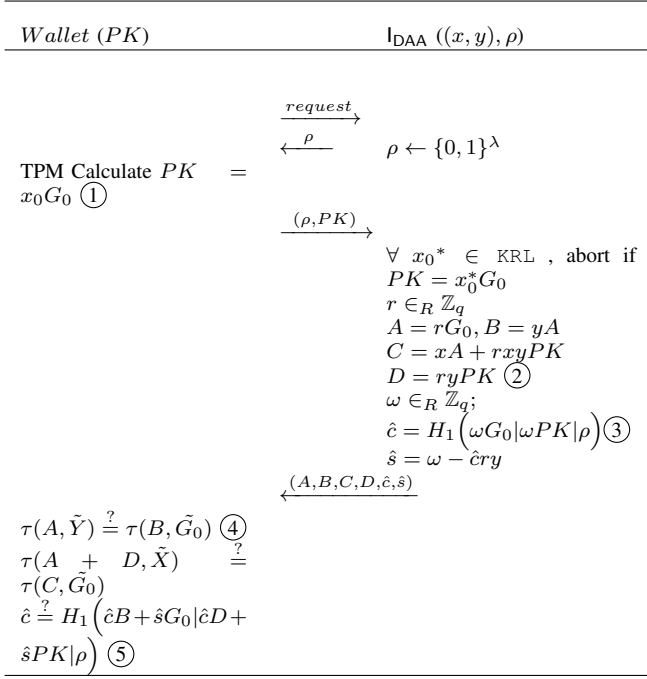 Wallet (PK) I_DAA ((x, y), ρ)
request
ρ ρ ← {0, 1}^λ
TPM Calculate PK =
x_0G_0 ①
(ρ,PK)
∀ x_0^* ∈ KRL , abort if
PK = x_0^*G_0
r ∈_R ℤ_q
A = rG_0, B = yA
C = xA + rxyPK
D = ryPK ②
ω ∈_R ℤ_q;
ĉ = H_1(ωG_0|ωPK|ρ) ③
ŝ = ω − ĉry
(A,B,C,D,ĉ,ŝ)
τ(A, Ỹ) ≟ τ(B, G̃_0) ④
τ(A + D, X̃) ≟
τ(C, G̃_0)
ĉ ≟ H_1(ĉB+ŝG_0|ĉD+
ŝPK|ρ) ⑤